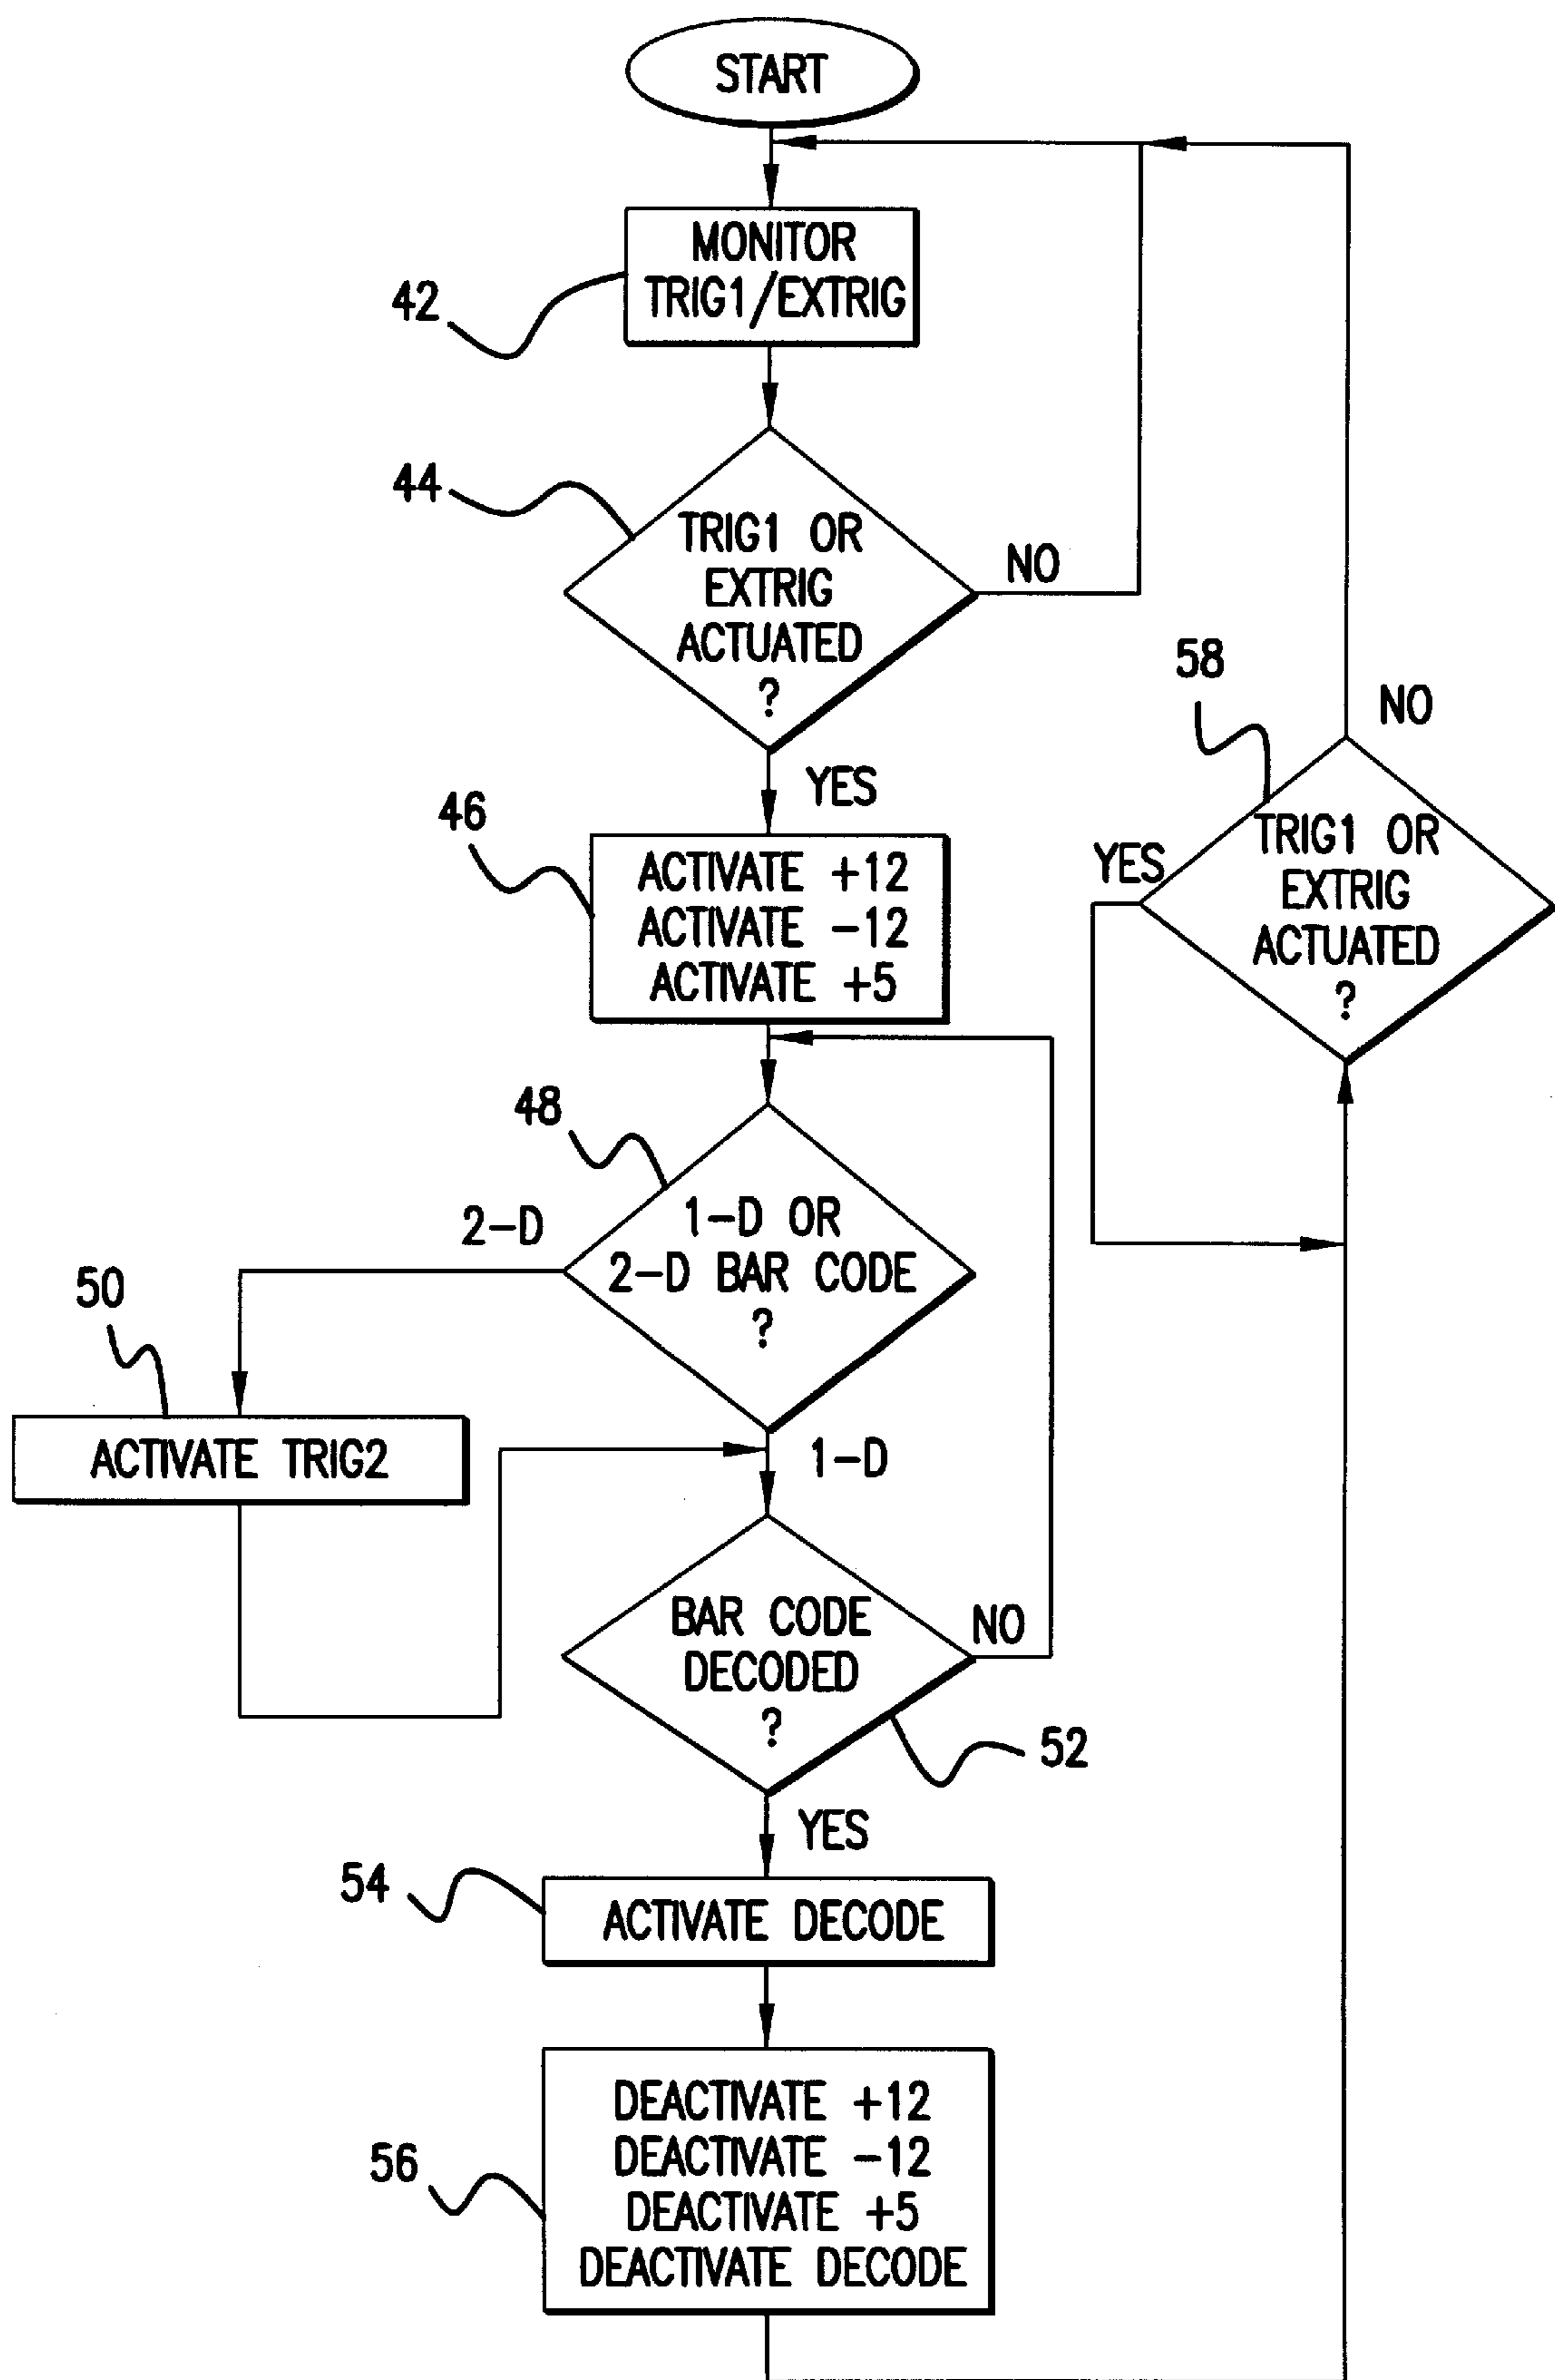 START
MONITOR
TRIG1/EXTRIG
42
44
TRIG1 OR
EXTRIG
ACTUATED
?
NO
YES
46
ACTIVATE +12
ACTIVATE -12
ACTIVATE +5
58
NO
YES
TRIG1 OR
EXTRIG
ACTUATED
?
48
2-D
1-D OR
2-D BAR CODE
?
50
ACTIVATE TRIG2
1-D
BAR CODE
DECODED
?
NO
52
YES
54
ACTIVATE DECODE
56
DEACTIVATE +12
DEACTIVATE -12
DEACTIVATE +5
DEACTIVATE DECODE